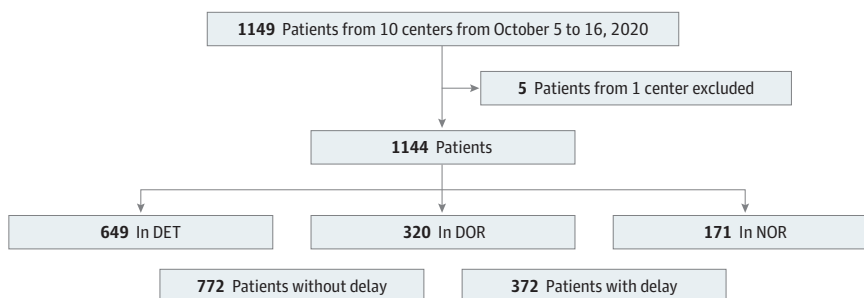 1149 Patients from 10 centers from October 5 to 16, 2020
5 Patients from 1 center excluded
1144 Patients
649 In DET
320 In DOR
171 In NOR
772 Patients without delay
372 Patients with delay